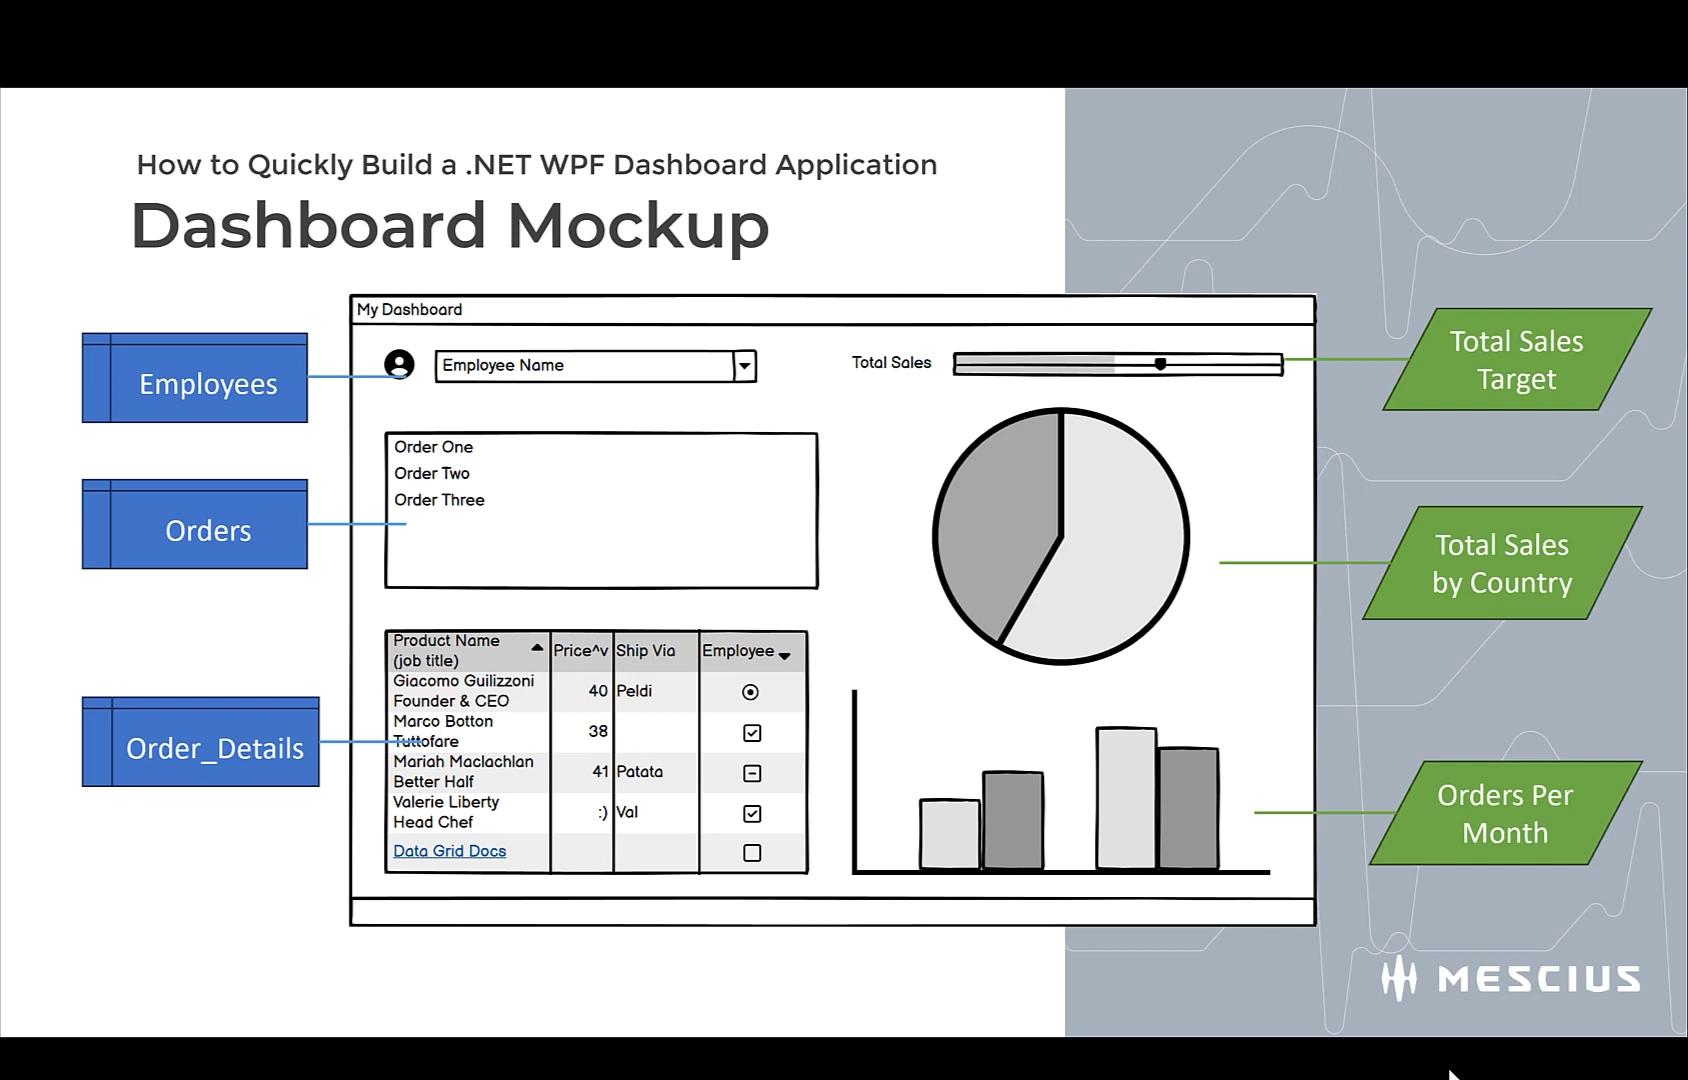 How to Quickly Build a .NET WPF Dashboard Application
Dashboard Mockup
My Dashboard
Employees
Employee Name
Total Sales
Total Sales
Target
Orders
Order One
Order Two
Order Three
Total Sales
by Country
Order_Details
Product Name
(job title)
Price^v
Ship Via
Employee
Giacomo Guilizzoni
Founder & CEO
40
Peldi
Marco Botton
Tuttofare
38
Mariah Maclachlan
Better Half
41
Patata
Valerie Liberty
Head Chef
:)
Val
Data Grid Docs
Orders Per
Month
MESCIUS